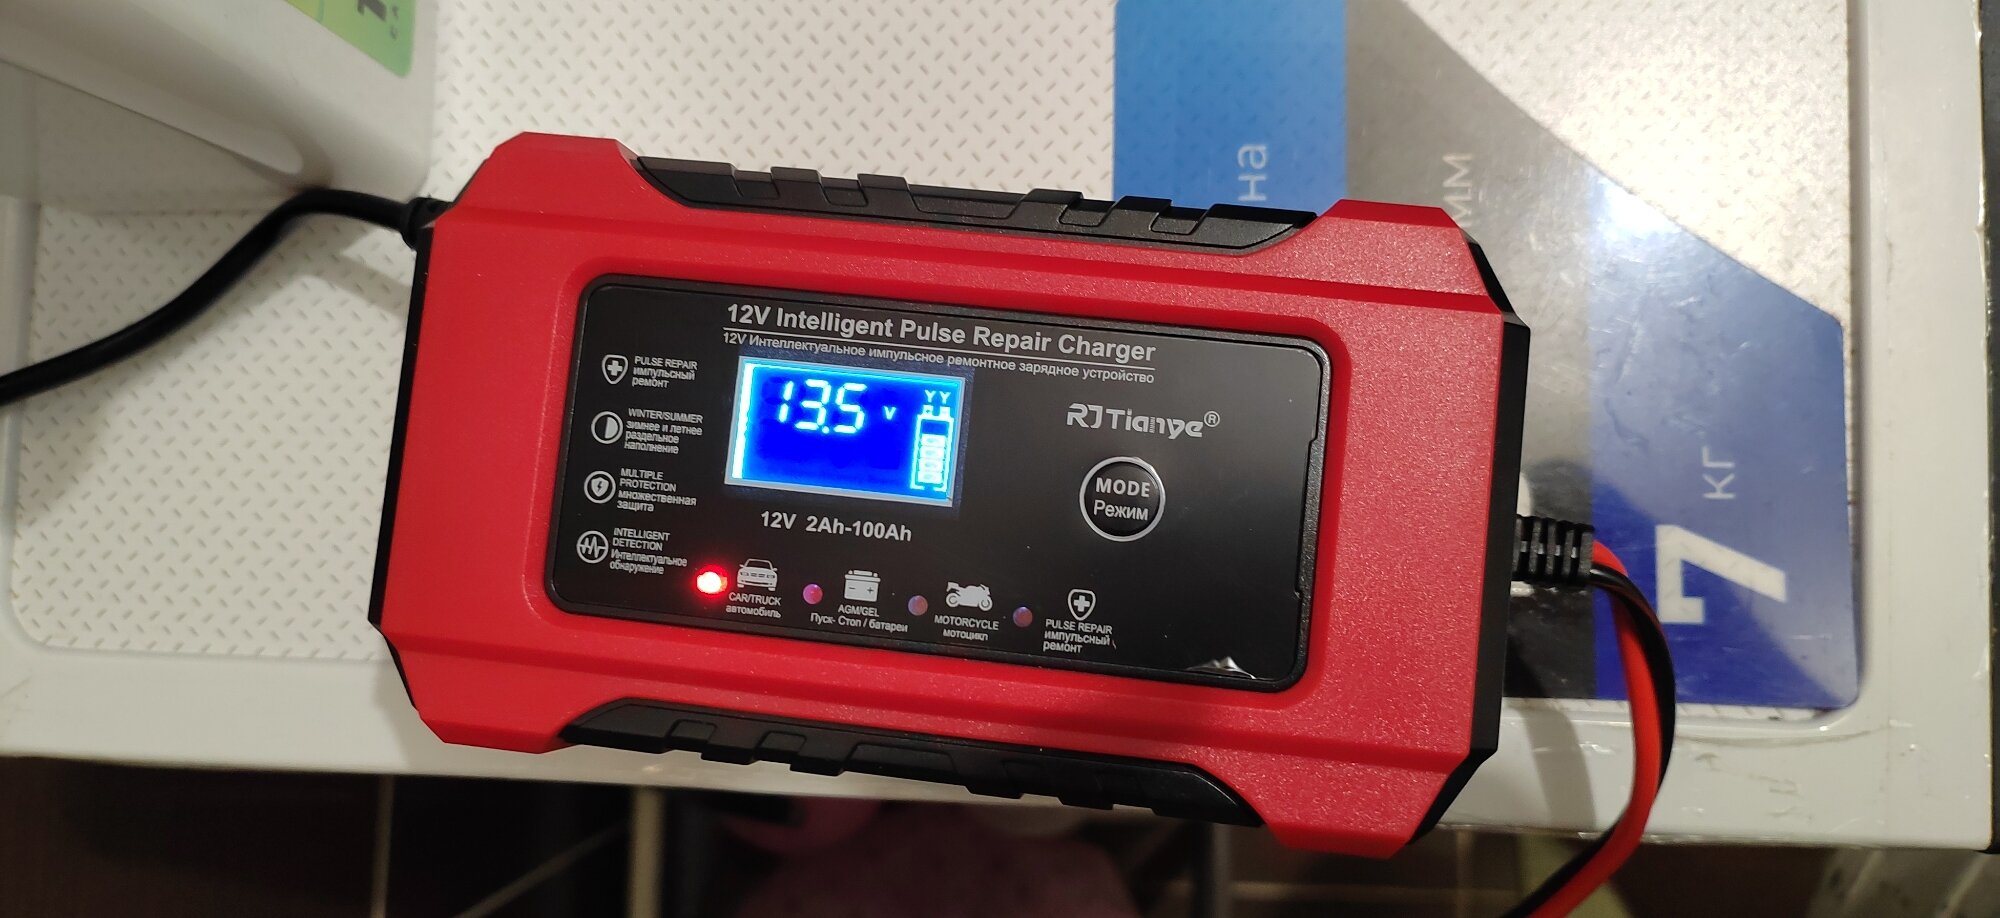 12V Intelligent Pulse Repair Charger
12V Интеллектуальное импульсное ремонтное зарядное устройство
PULSE REPAIR
импульсный
ремонт
WINTER/SUMMER
зимнее и летнее
раздельное
наполнение
MULTIPLE
PROTECTION
множественная
защита
INTELLIGENT
DETECTION
Интеллектуальное
обнаружение
13.5 V
RJTianye®
MODE
Режим
12V 2Ah-100Ah
CAR/TRUCK
автомобиль
AGM/GEL
Пуск- Стоп / батареи
MOTORCYCLE
мотоцикл
PULSE REPAIR
импульсный
ремонт
на
мм
7 кг